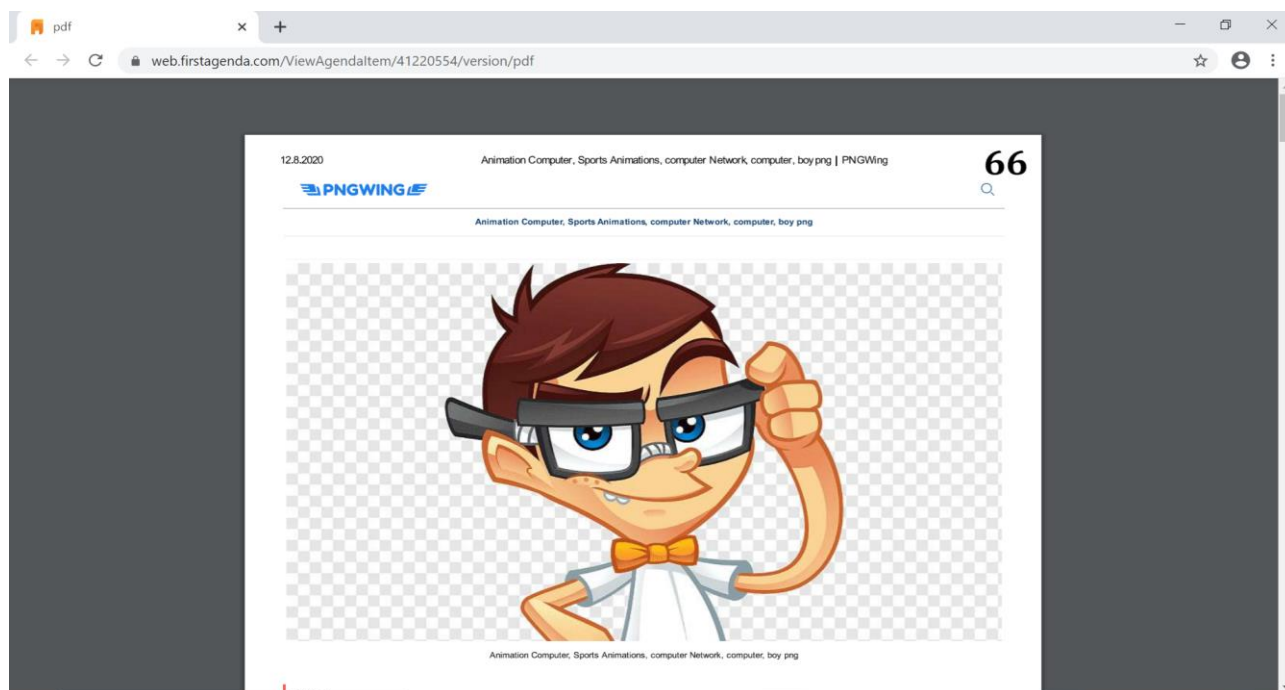 pdf
web.firstagenda.com/ViewAgendaItem/41220554/version/pdf
12.8.2020 Animation Computer, Sports Animations, computer Network, computer, boy png | PNGWing 66
PNGWING
Animation Computer, Sports Animations, computer Network, computer, boy png
Animation Computer, Sports Animations, computer Network, computer, boy png